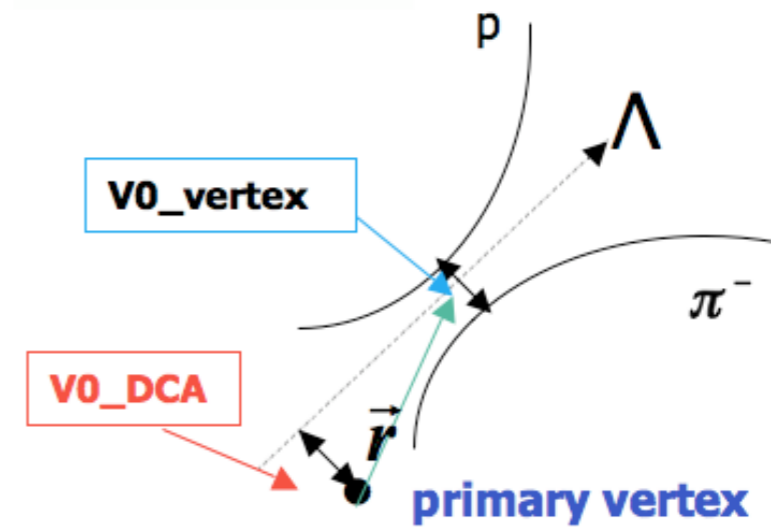 p
Λ
V0_vertex
π⁻
V0_DCA
r⃗
primary vertex